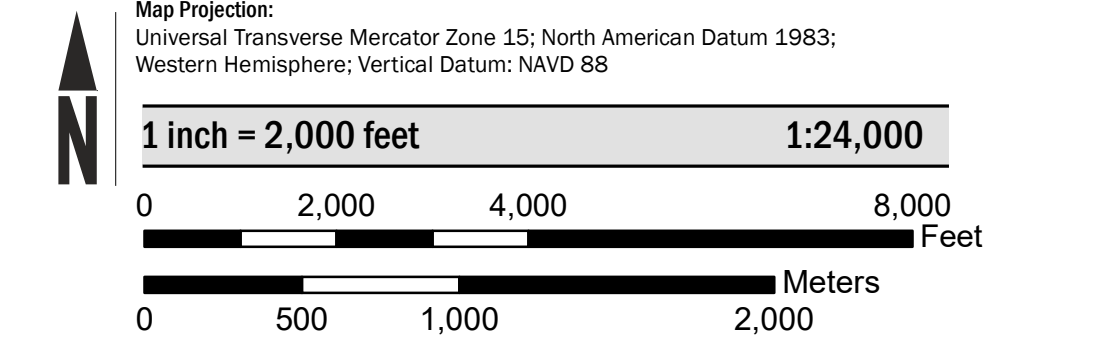 Map Projection:
Universal Transverse Mercator Zone 15; North American Datum 1983;
Western Hemisphere; Vertical Datum: NAVD 88
N
1 inch = 2,000 feet 1:24,000
0 2,000 4,000 8,000
Feet
Meters
0 500 1,000 2,000